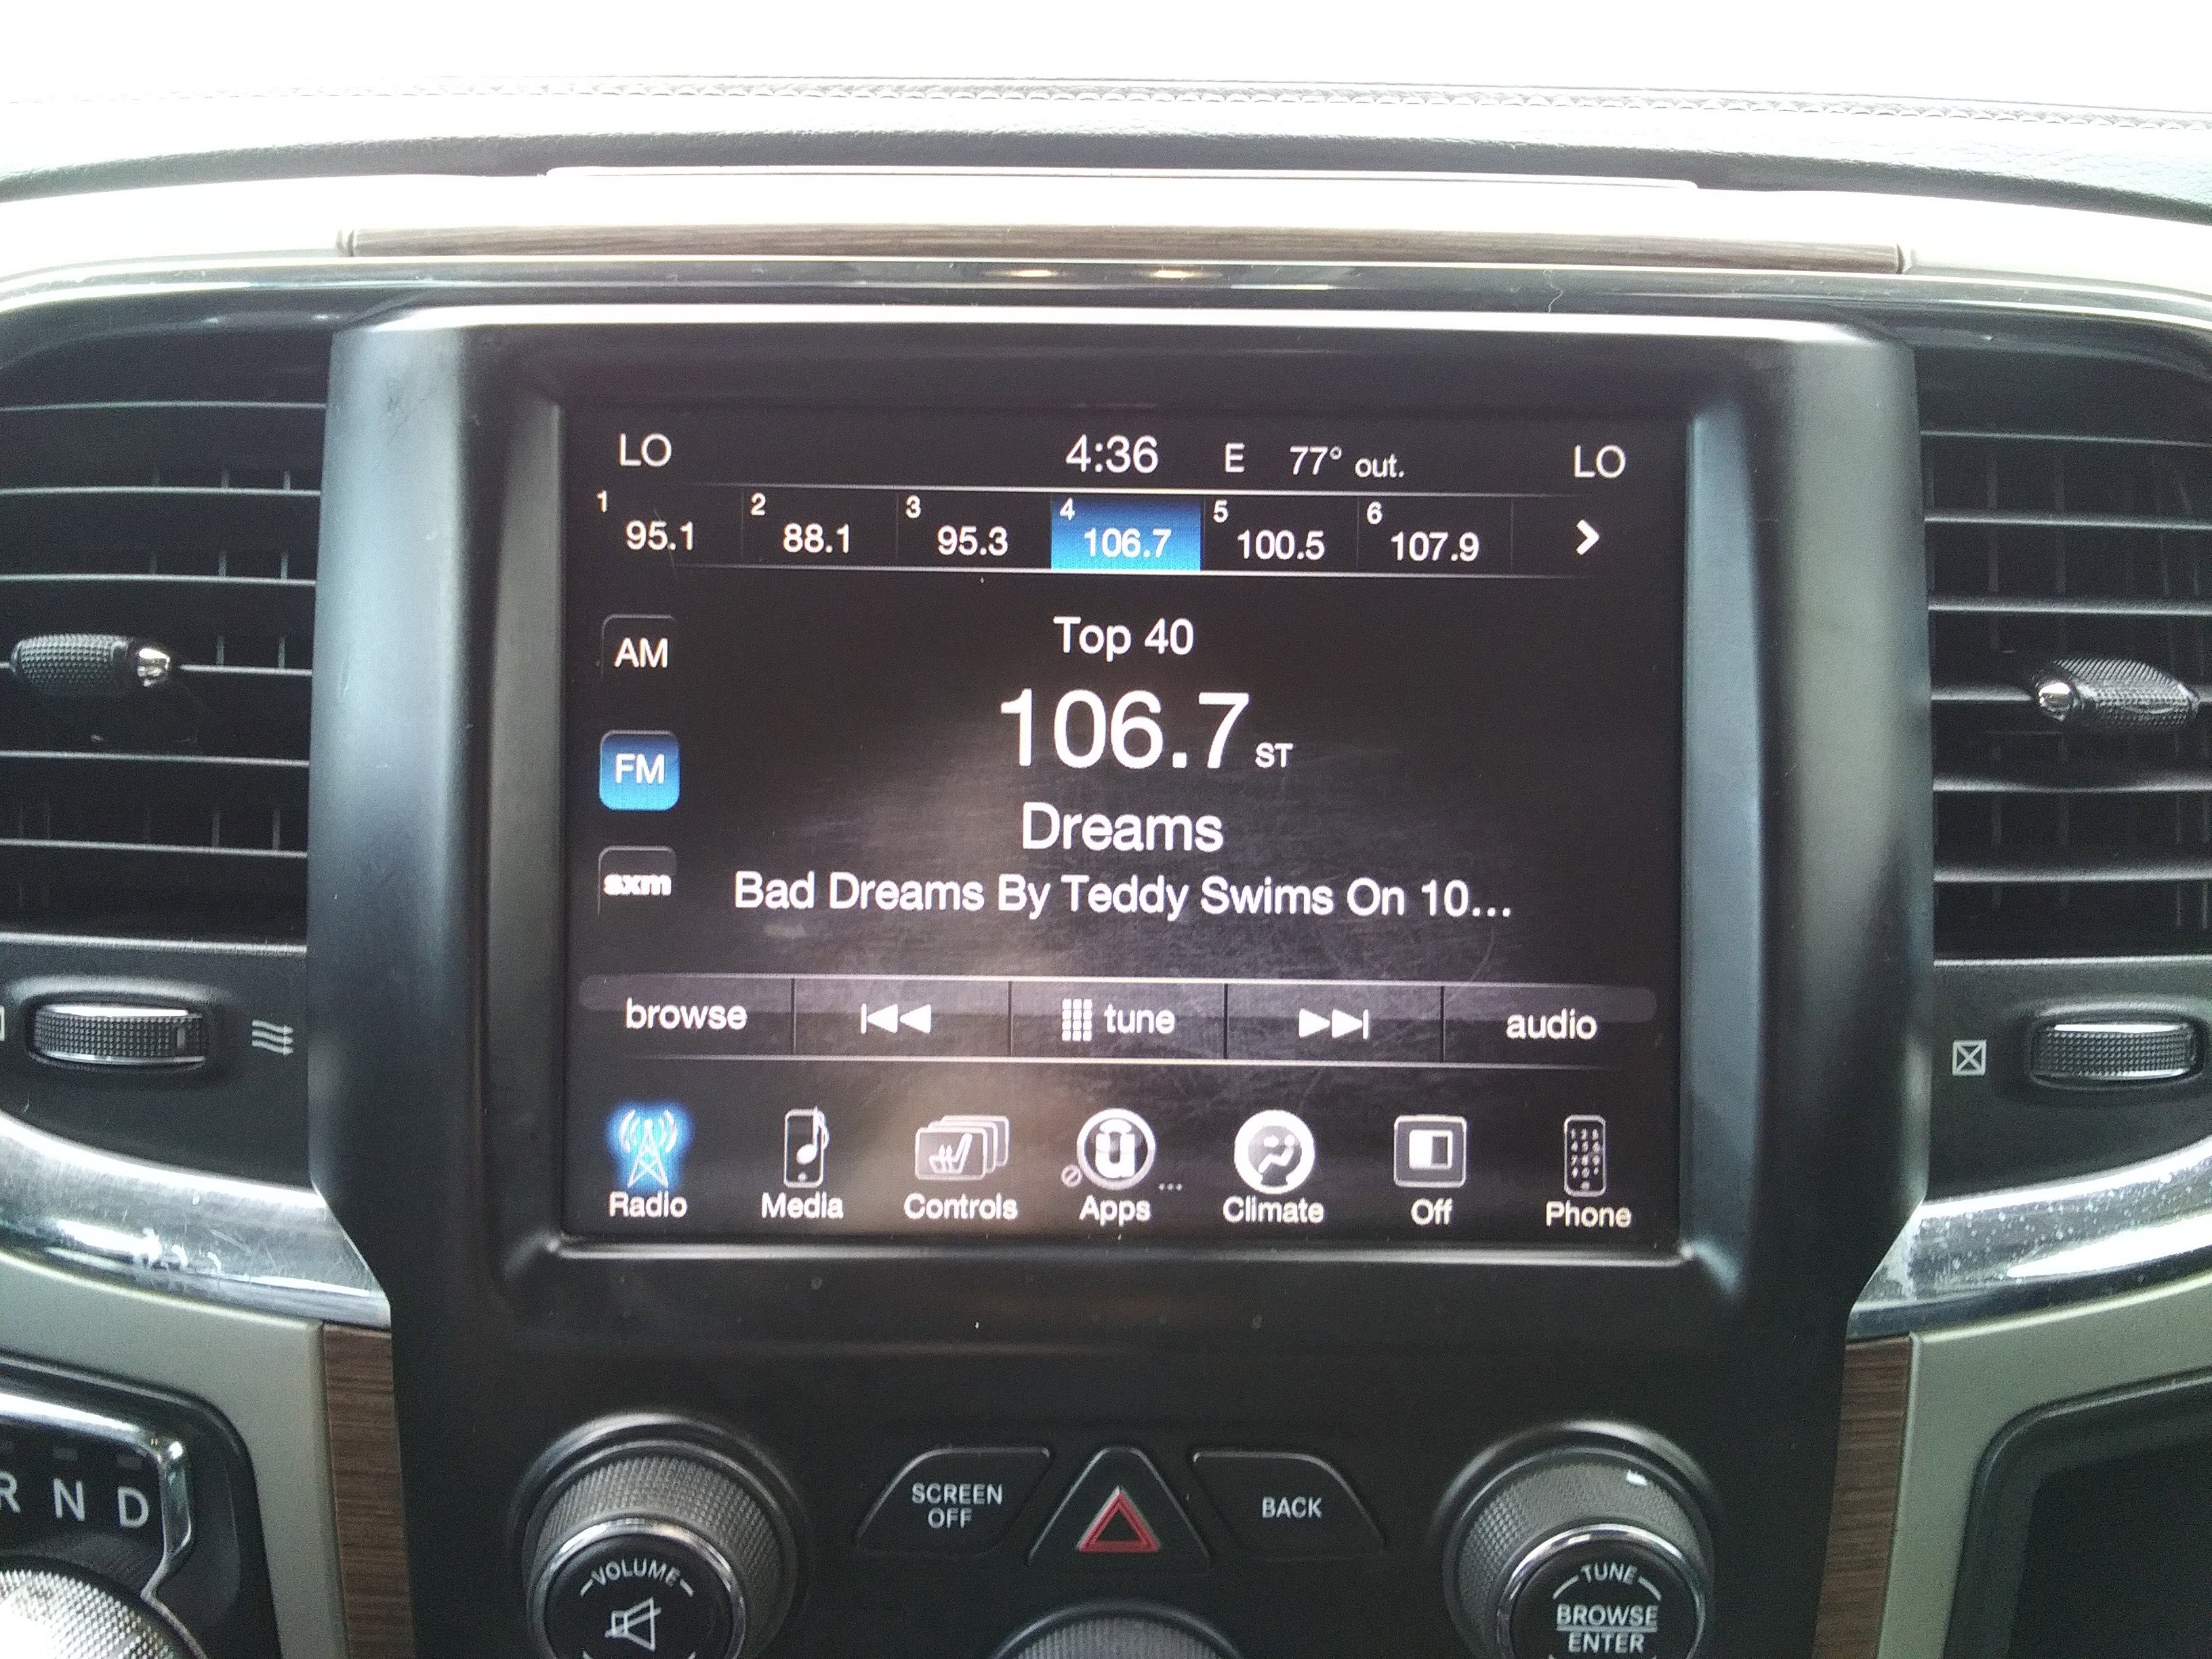 LO 4:36 E 77° out. LO
1 95.1 2 88.1 3 95.3 4 106.7 5 100.5 6 107.9
AM
Top 40
FM
106.7 ST
Dreams
sxm
Bad Dreams By Teddy Swims On 10...
browse tune audio
Radio Media Controls Apps ... Climate Off Phone
R N D
SCREEN
OFF
BACK
VOLUME
TUNE
BROWSE
ENTER